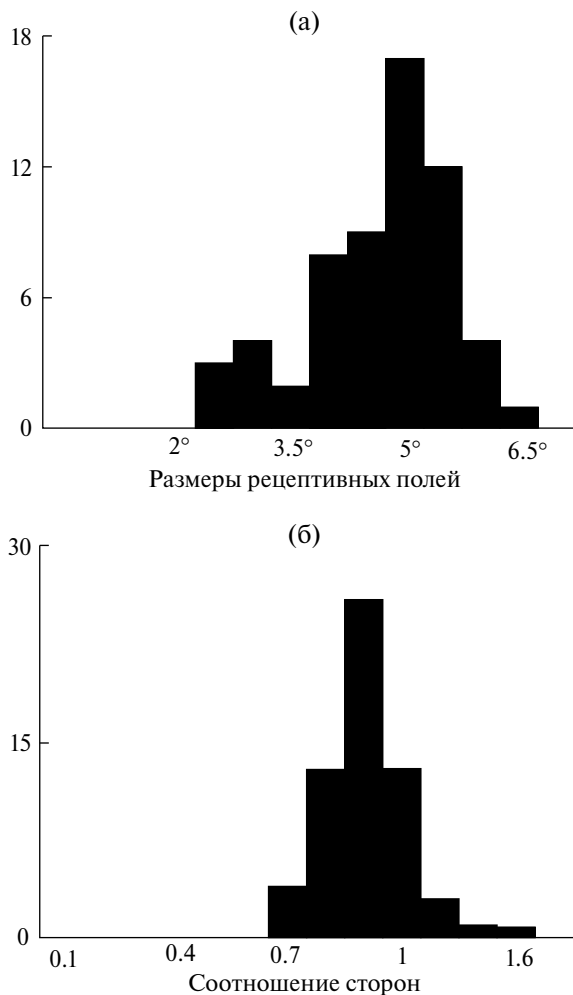 (а)
18
12
6
0
2° 3.5° 5° 6.5°
Размеры рецептивных полей
(б)
30
15
0
0.1 0.4 0.7 1 1.6
Соотношение сторон